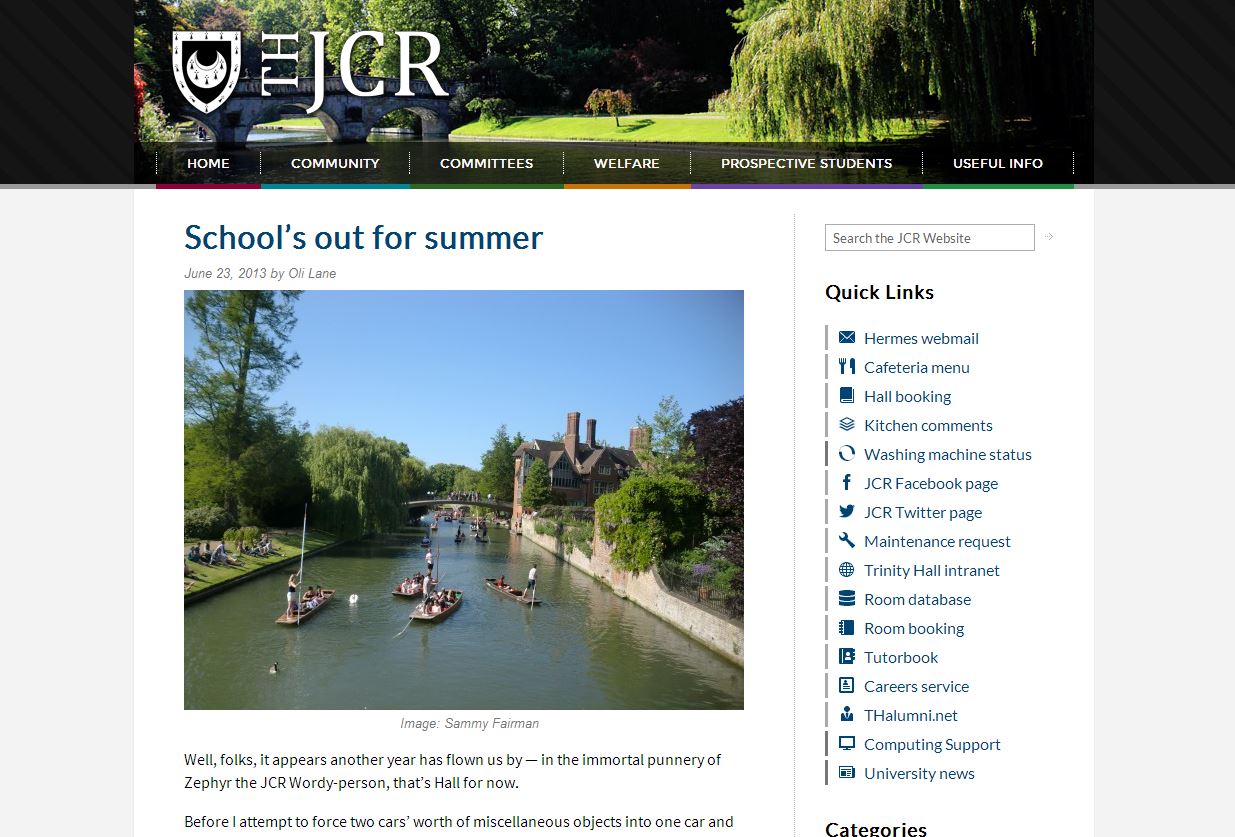 TH JCR
HOME
COMMUNITY
COMMITTEES
WELFARE
PROSPECTIVE STUDENTS
USEFUL INFO
School’s out for summer
June 23, 2013 by Oli Lane
Image: Sammy Fairman
Well, folks, it appears another year has flown us by — in the immortal punnery of
Zephyr the JCR Wordy-person, that’s Hall for now.
Before I attempt to force two cars’ worth of miscellaneous objects into one car and
Search the JCR Website
Quick Links
Hermes webmail
Cafeteria menu
Hall booking
Kitchen comments
Washing machine status
JCR Facebook page
JCR Twitter page
Maintenance request
Trinity Hall intranet
Room database
Room booking
Tutorbook
Careers service
THalumni.net
Computing Support
University news
Categories